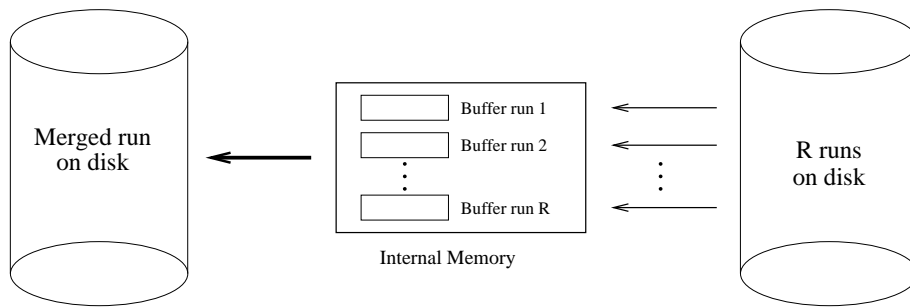 Merged run
on disk
Buffer run 1
Buffer run 2
Buffer run R
Internal Memory
R runs
on disk